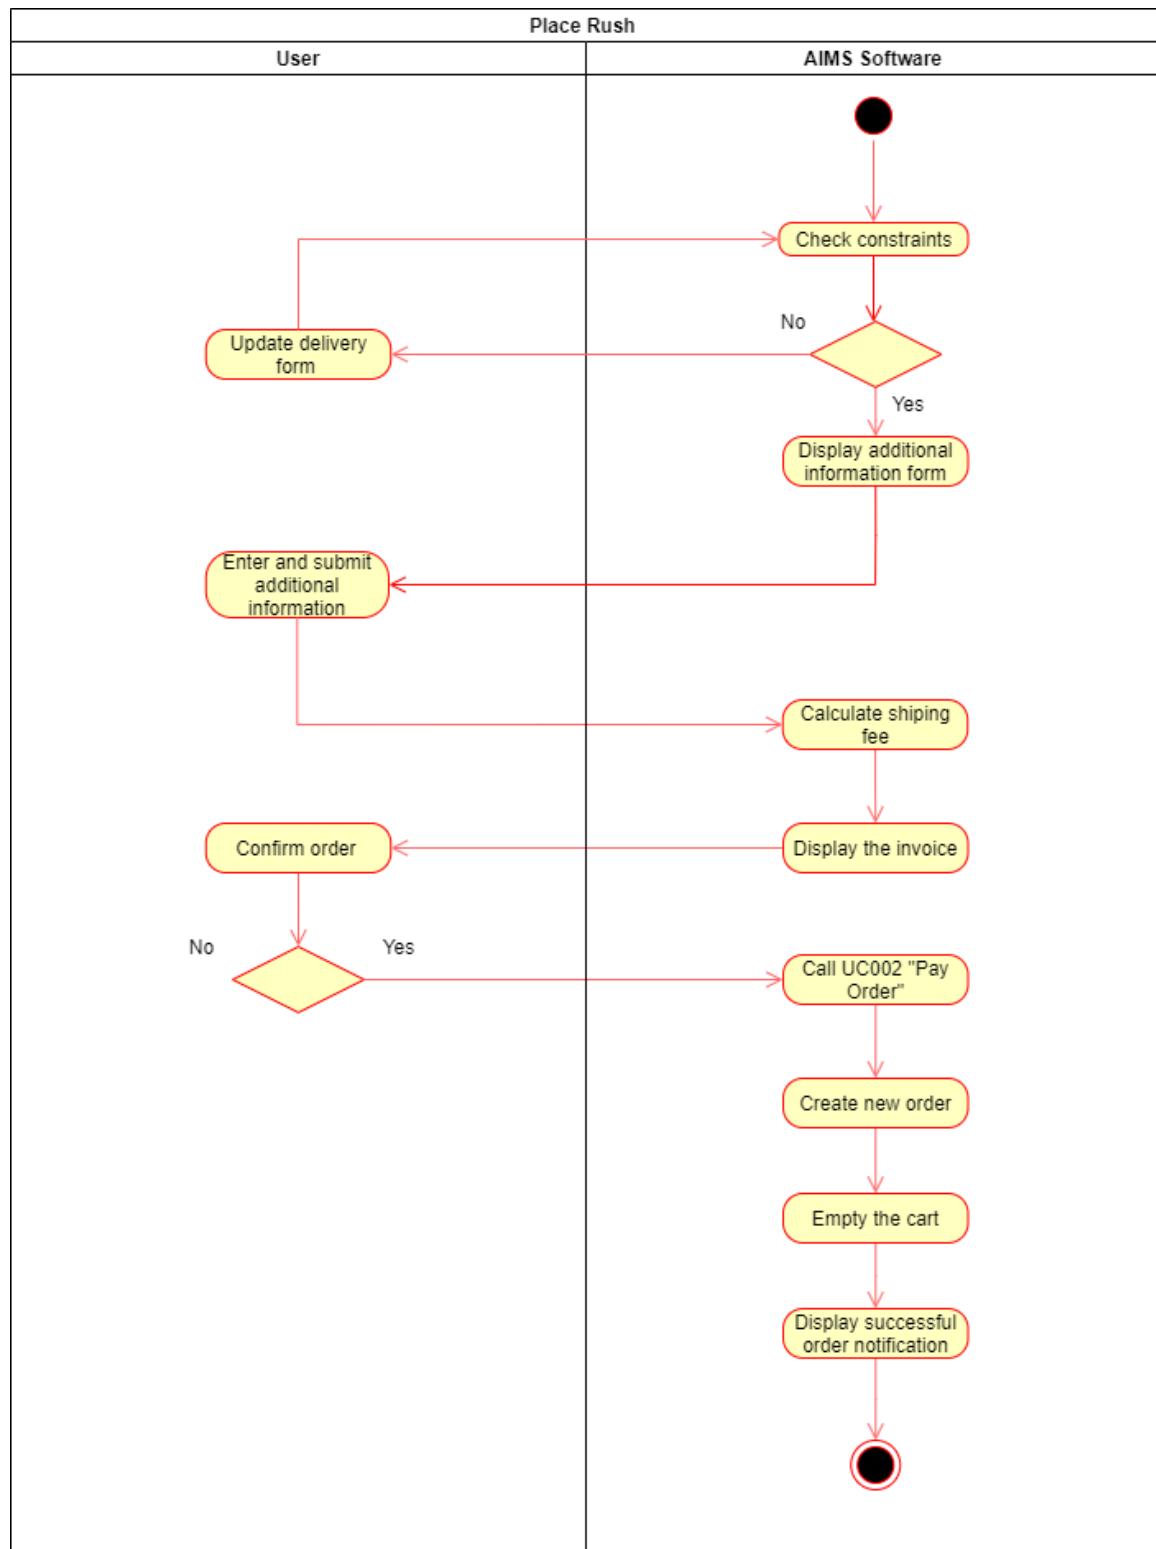 Place Rush
User
AIMS Software
Check constraints
No
Update delivery
form
Yes
Display additional
information form
Enter and submit
additional
information
Calculate shiping
fee
Confirm order
Display the invoice
No
Yes
Call UC002 "Pay
Order"
Create new order
Empty the cart
Display successful
order notification